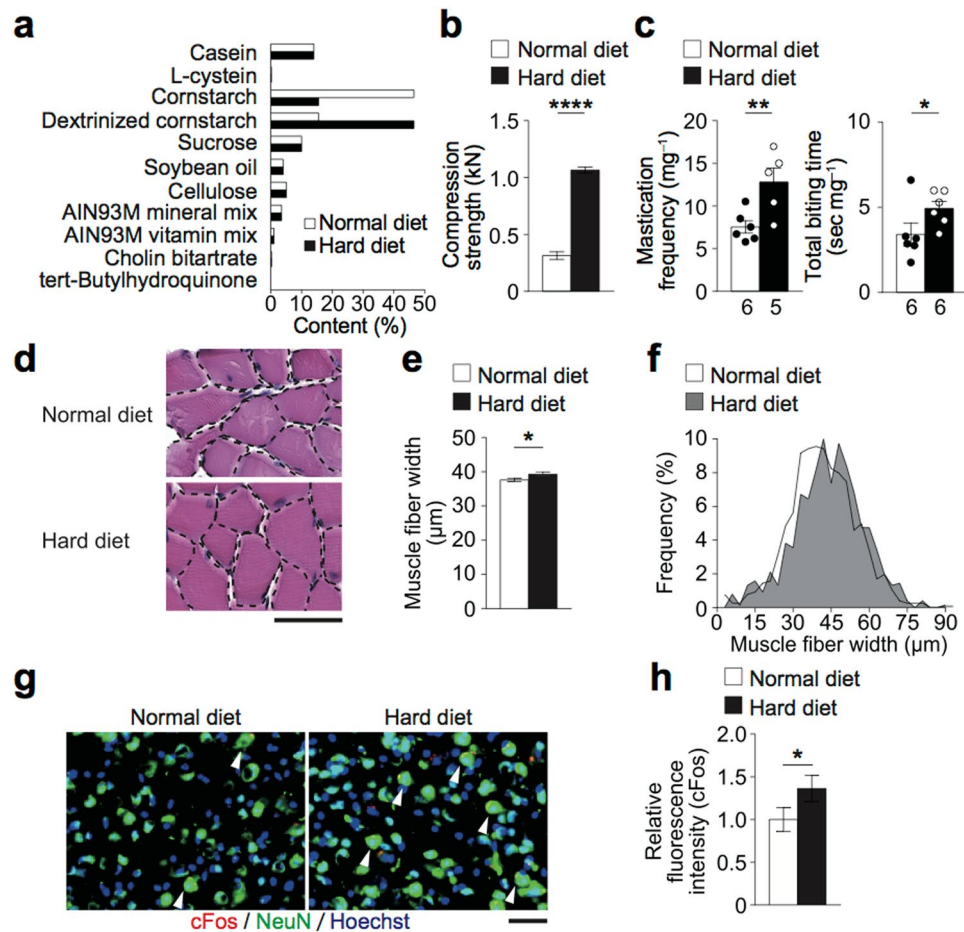 a
Casein
L-cystein
Cornstarch
Dextrinized cornstarch
Sucrose
Soybean oil
Cellulose
AIN93M mineral mix
AIN93M vitamin mix
Cholin bitartrate
tert-Butylhydroquinone
Normal diet
Hard diet
0 10 20 30 40 50
Content (%)
b
Normal diet
Hard diet
****
Compression
strength (kN)
1.5
1.0
0.5
0
c
Normal diet
Hard diet
**
Mastication
frequency (mg⁻¹)
20
15
10
5
0
6 5
*
Total biting time
(sec mg⁻¹)
10
5
0
6 6
d
Normal diet
Hard diet
e
Normal diet
Hard diet
*
Muscle fiber width
(µm)
50
40
30
20
10
0
f
Normal diet
Hard diet
Frequency (%)
10
8
6
4
2
0
0 15 30 45 60 75 90
Muscle fiber width (µm)
g
Normal diet Hard diet
cFos / NeuN / Hoechst
h
Normal diet
Hard diet
*
Relative
fluorescence
intensity (cFos)
2.0
1.5
1.0
0.5
0